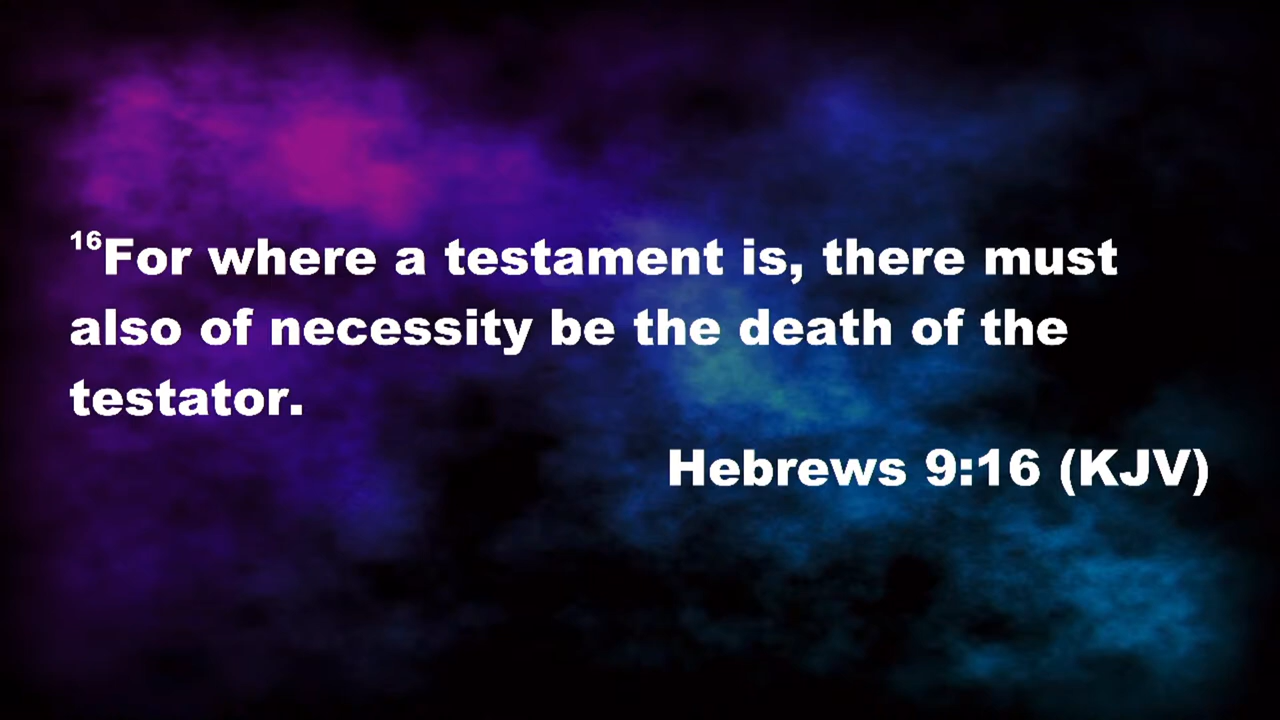 16For where a testament is, there must
also of necessity be the death of the
testator.
Hebrews 9:16 (KJV)